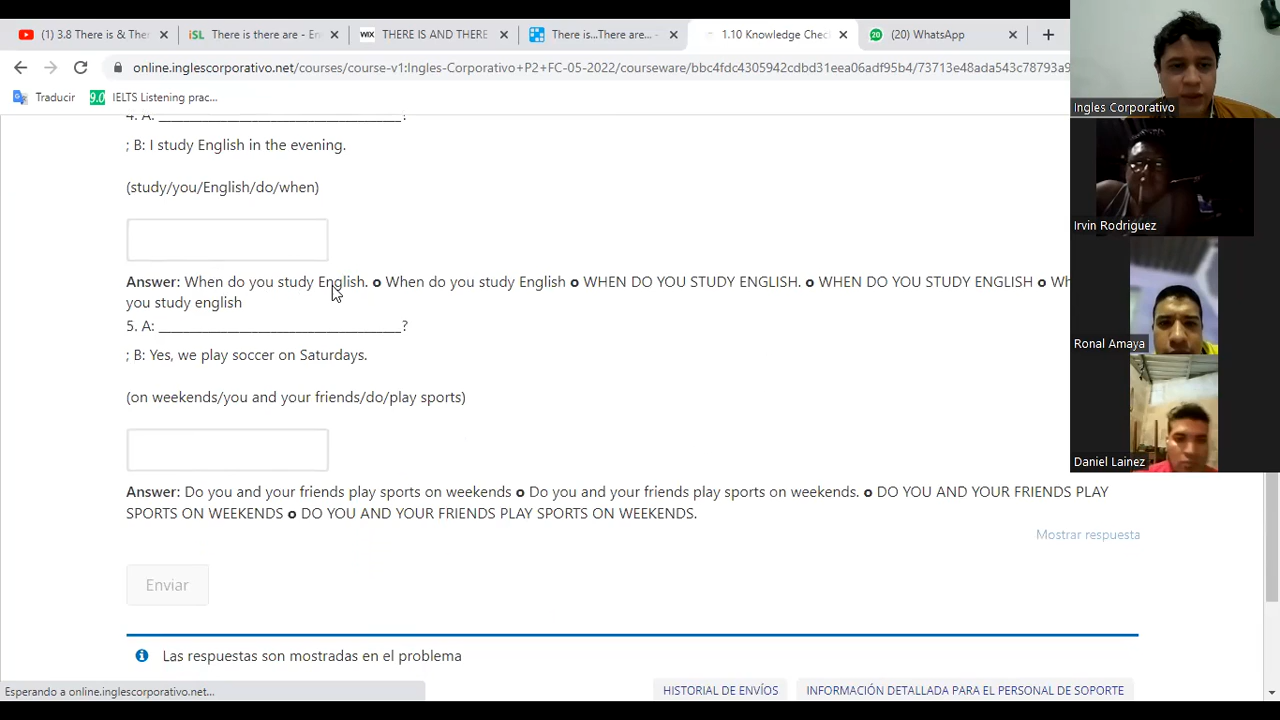 (1) 3.8 There is & The
There is there are - En
WIX THERE IS AND THERE
There is...There are... -
1.10 Knowledge Chec
(20) WhatsApp
online.inglescorporativo.net/courses/course-v1:Ingles-Corporativo+P2+FC-05-2022/courseware/bbc4fdc4305942cdbd31eea06adf95b4/73713e48ada543c78793a9
Traducir
9.0 IELTS Listening prac...
4. A: ______________________________?
; B: I study English in the evening.
(study/you/English/do/when)
Answer: When do you study English. o When do you study English o WHEN DO YOU STUDY ENGLISH. o WHEN DO YOU STUDY ENGLISH o Wh
you study english
5. A: ______________________________?
; B: Yes, we play soccer on Saturdays.
(on weekends/you and your friends/do/play sports)
Answer: Do you and your friends play sports on weekends o Do you and your friends play sports on weekends. o DO YOU AND YOUR FRIENDS PLAY
SPORTS ON WEEKENDS o DO YOU AND YOUR FRIENDS PLAY SPORTS ON WEEKENDS.
Mostrar respuesta
Enviar
Las respuestas son mostradas en el problema
HISTORIAL DE ENVÍOS
INFORMACIÓN DETALLADA PARA EL PERSONAL DE SOPORTE
Esperando a online.inglescorporativo.net...
Ingles Corporativo
Irvin Rodriguez
Ronal Amaya
Daniel Lainez